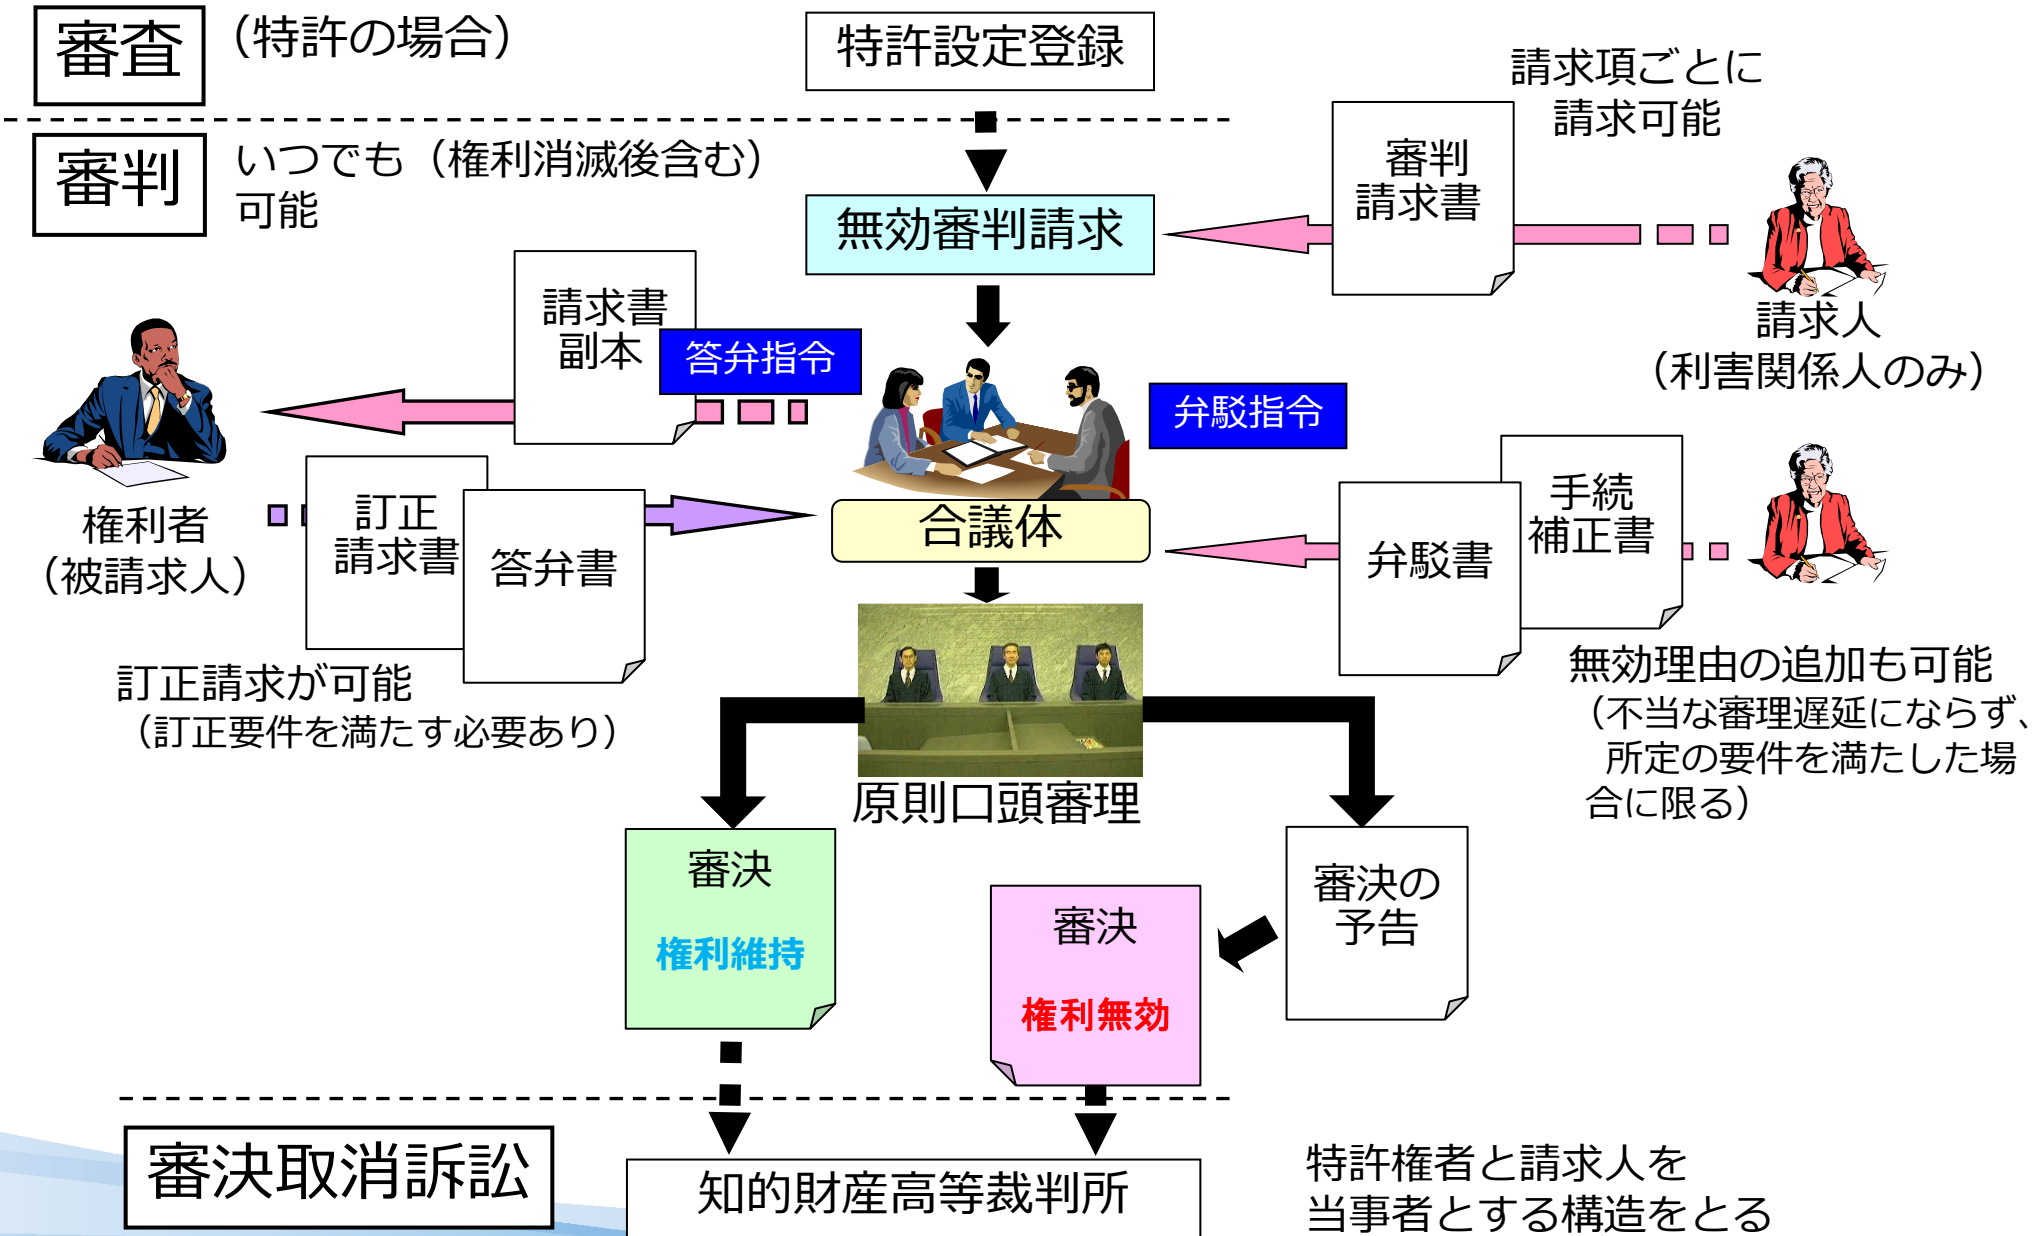 審査
（特許の場合）
特許設定登録
請求項ごとに
請求可能
審判
いつでも（権利消滅後含む）
可能
審判
請求書
無効審判請求
請求書
副本
答弁指令
請求人
（利害関係人のみ）
弁駁指令
権利者
（被請求人）
訂正
請求書
答弁書
合議体
手続
補正書
弁駁書
訂正請求が可能
（訂正要件を満たす必要あり）
無効理由の追加も可能
（不当な審理遅延にならず、
所定の要件を満たした場
合に限る）
原則口頭審理
審決
権利維持
審決
権利無効
審決の
予告
審決取消訴訟
知的財産高等裁判所
特許権者と請求人を
当事者とする構造をとる